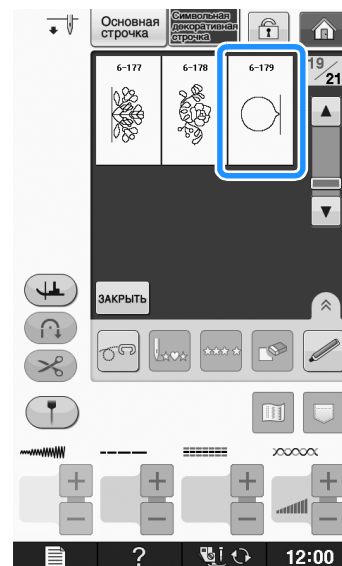 Основная
строчка
Символьная
декоративная
строчка
6-177
6-178
6-179
19/21
ЗАКРЫТЬ
?
12:00